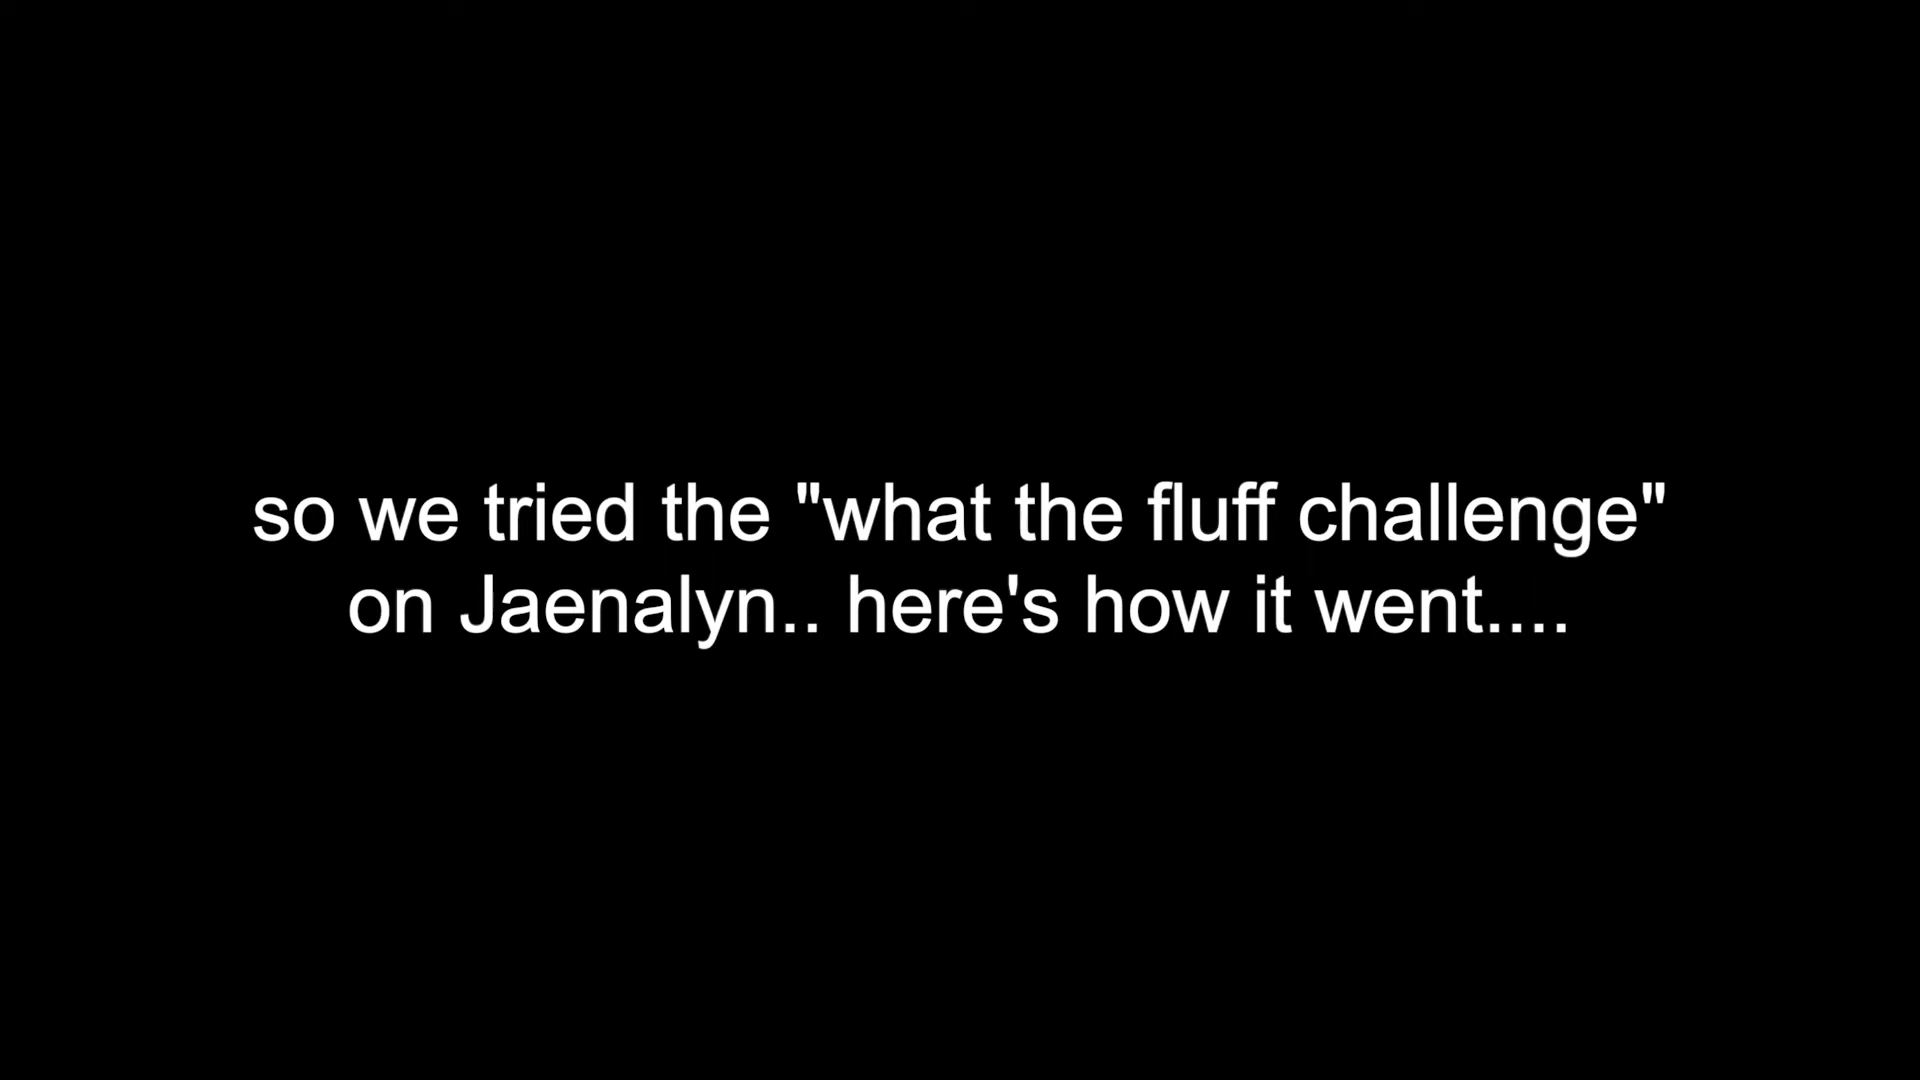 so we tried the "what the fluff challenge"
on Jaenalyn.. here's how it went....